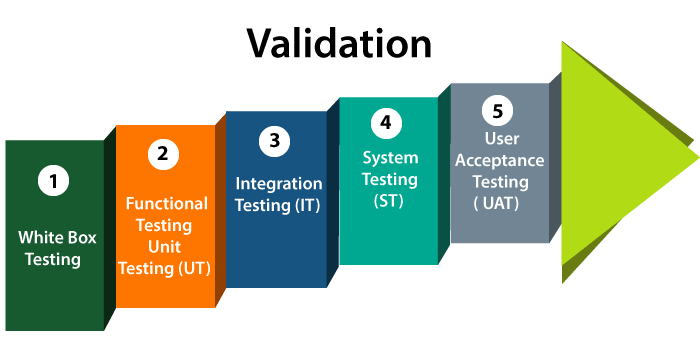 Validation
1
White Box
Testing
2
Functional
Testing
Unit
Testing (UT)
3
Integration
Testing (IT)
4
System
Testing
(ST)
5
User
Acceptance
Testing
( UAT)